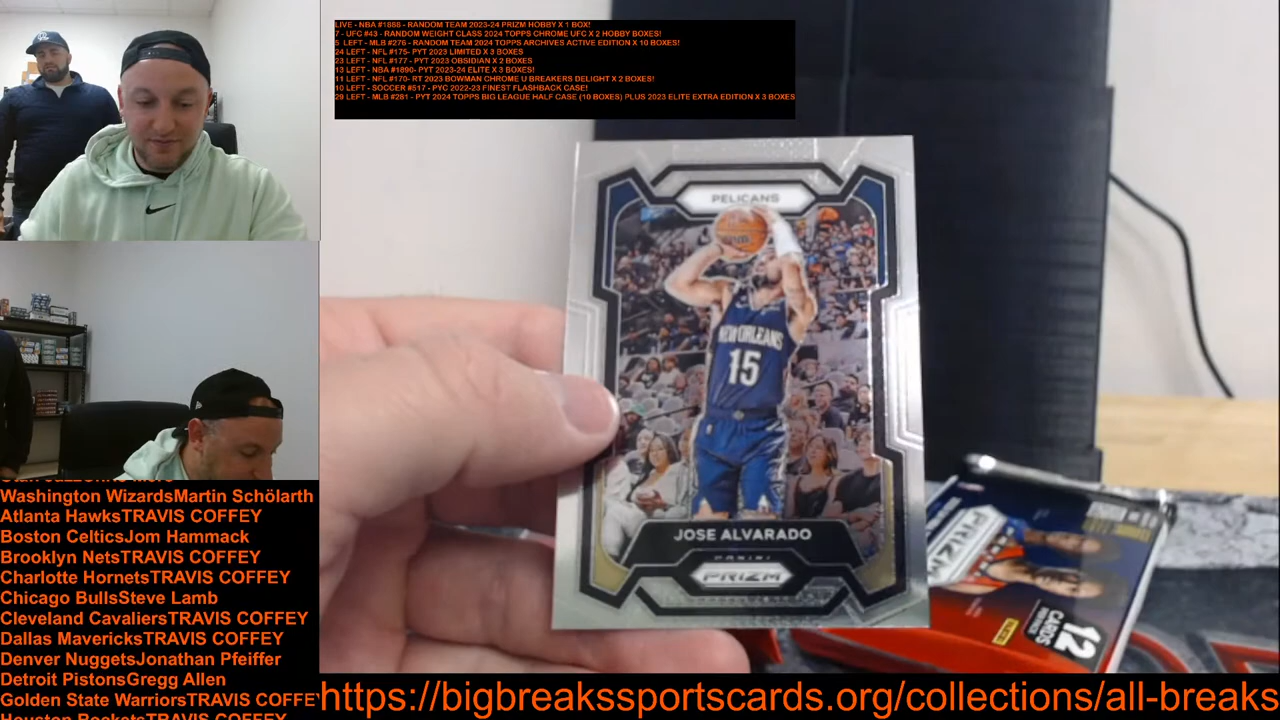 LIVE - NBA #1888 - RANDOM TEAM 2023-24 PRIZM HOBBY X 1 BOX!
7 - UFC #43 - RANDOM WEIGHT CLASS 2024 TOPPS CHROME UFC X 2 HOBBY BOXES!
5 LEFT - MLB #276 - RANDOM TEAM 2024 TOPPS ARCHIVES ACTIVE EDITION X 10 BOXES!
24 LEFT - NFL #175- PYT 2023 LIMITED X 3 BOXES
23 LEFT - NFL #177 - PYT 2023 OBSIDIAN X 2 BOXES
13 LEFT - NBA #1890- PYT 2023-24 ELITE X 3 BOXES!
11 LEFT - NFL #170- RT 2023 BOWMAN CHROME U BREAKERS DELIGHT X 2 BOXES!
10 LEFT - SOCCER #517 - PYC 2022-23 FINEST FLASHBACK CASE!
29 LEFT - MLB #281 - PYT 2024 TOPPS BIG LEAGUE HALF CASE (10 BOXES) PLUS 2023 ELITE EXTRA EDITION X 3 BOXES
PELICANS
NEW ORLEANS
15
JOSE ALVARADO
PANINI
PRIZM
PRIZM
12
CARDS
PANINI
Washington WizardsMartin Schölarth
Atlanta HawksTRAVIS COFFEY
Boston CelticsJom Hammack
Brooklyn NetsTRAVIS COFFEY
Charlotte HornetsTRAVIS COFFEY
Chicago BullsSteve Lamb
Cleveland CavaliersTRAVIS COFFEY
Dallas MavericksTRAVIS COFFEY
Denver NuggetsJonathan Pfeiffer
Detroit PistonsGregg Allen
Golden State WarriorsTRAVIS COFFEY
https://bigbreakssportscards.org/collections/all-breaks